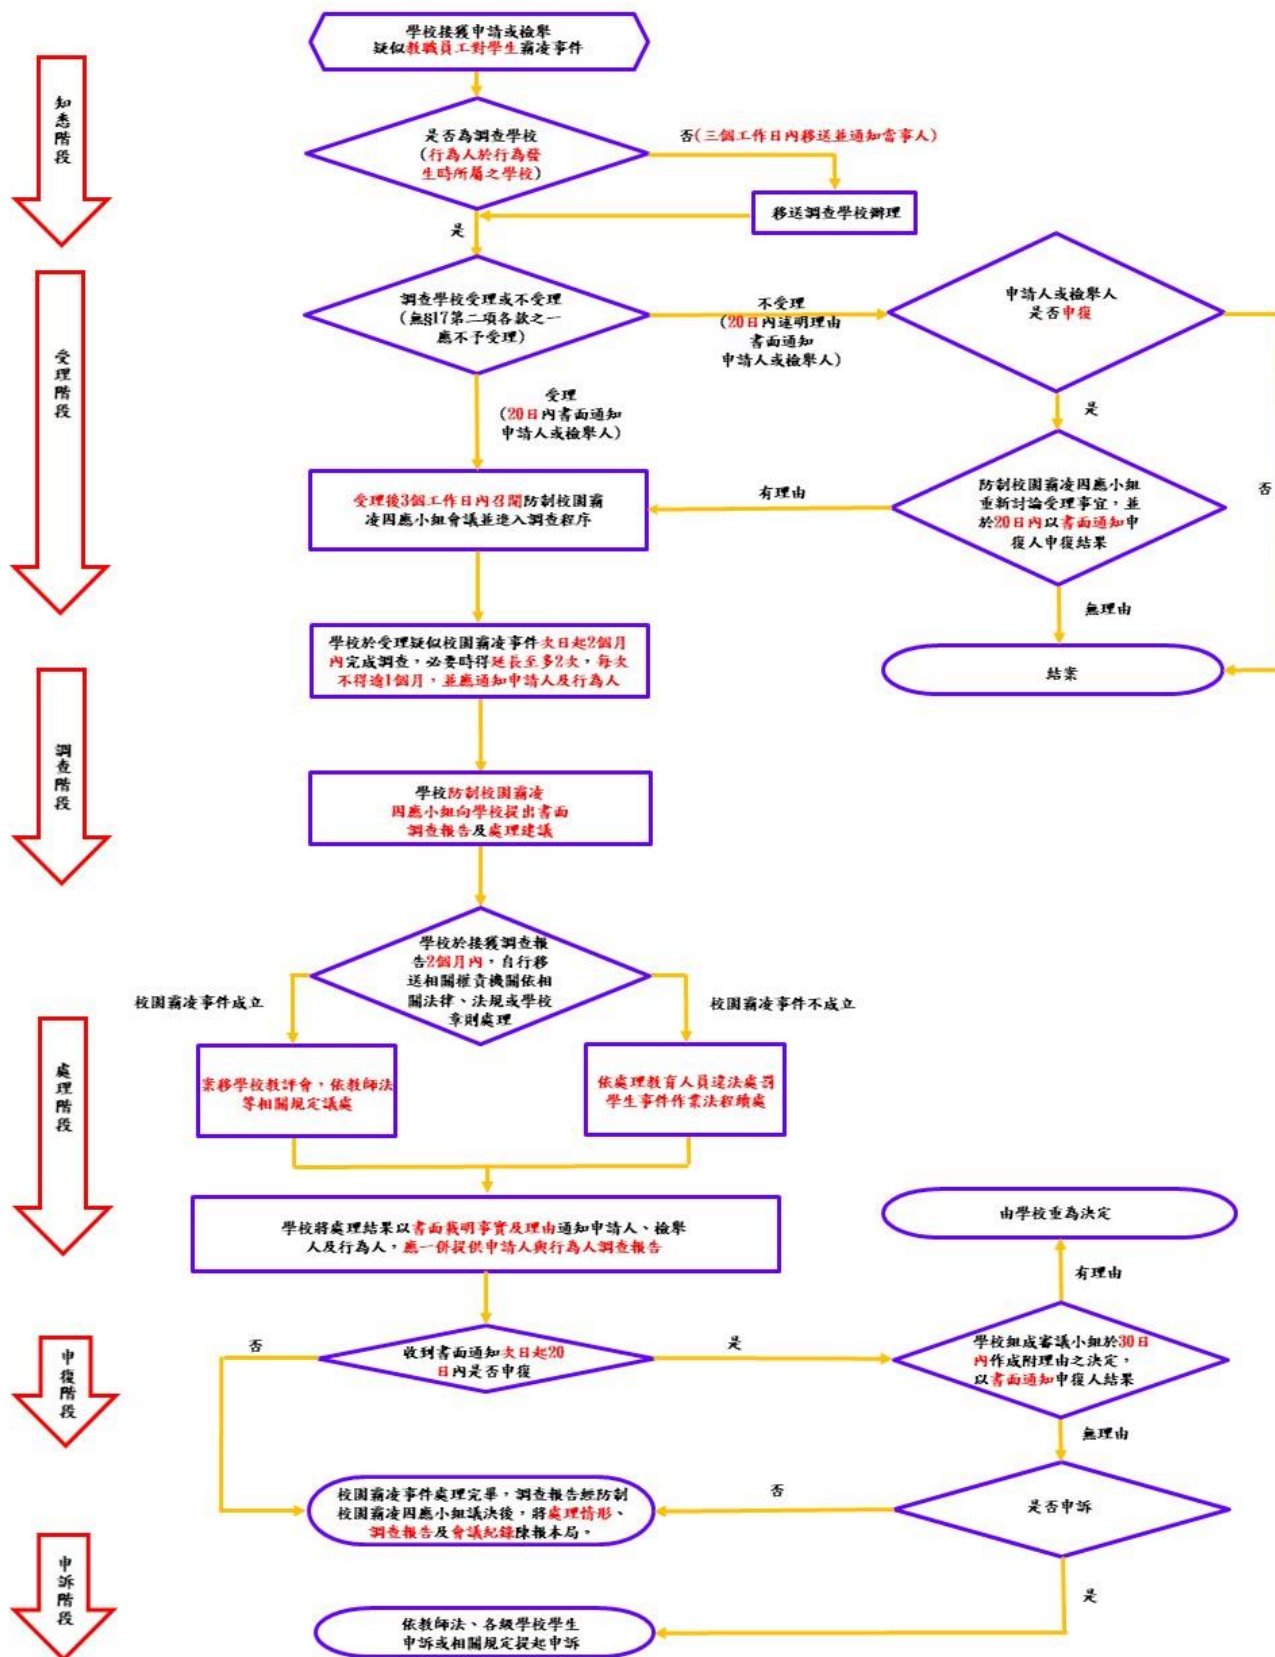 學校接獲申請或檢舉
疑似教職員工對學生霸凌事件
知悉階段
是否為調查學校
(行為人於行為發
生時所屬之學校)
否(三個工作日內移送並通知當事人)
移送調查學校辦理
是
受理階段
調查學校受理或不受理
(無§17第二項各款之一
應不予受理)
不受理
(20日內述明理由
書面通知
申請人或檢舉人)
申請人或檢舉人
是否申復
受理
(20日內書面通知
申請人或檢舉人)
是
否
受理後3個工作日內召開防制校園霸
凌因應小組會議並進入調查程序
有理由
防制校園霸凌因應小組
重新討論受理事宜，並
於20日內以書面通知申
復人申復結果
無理由
結案
學校於受理疑似校園霸凌事件次日起2個月
內完成調查，必要時得延長至多2次，每次
不得逾1個月，並應通知申請人及行為人
調查階段
學校防制校園霸凌
因應小組向學校提出書面
調查報告及處理建議
學校於接獲調查報
告2個月內，自行移
送相關權責機關依相
關法律、法規或學校
章則處理
校園霸凌事件成立
校園霸凌事件不成立
處理階段
案移學校教評會，依教師法
等相關規定議處
依處理教育人員違法處罰
學生事件作業法程續處
學校將處理結果以書面載明事實及理由通知申請人、檢舉
人及行為人，應一併提供申請人與行為人調查報告
由學校重為決定
有理由
申復階段
否
收到書面通知次日起20
日內是否申復
是
學校組成審議小組於30日
內作成附理由之決定，
以書面通知申復人結果
無理由
校園霸凌事件處理完畢，調查報告經防制
校園霸凌因應小組議決後，將處理情形、
調查報告及會議紀錄陳報本局。
否
是否申訴
申訴階段
是
依教師法、各級學校學生
申訴或相關規定提起申訴